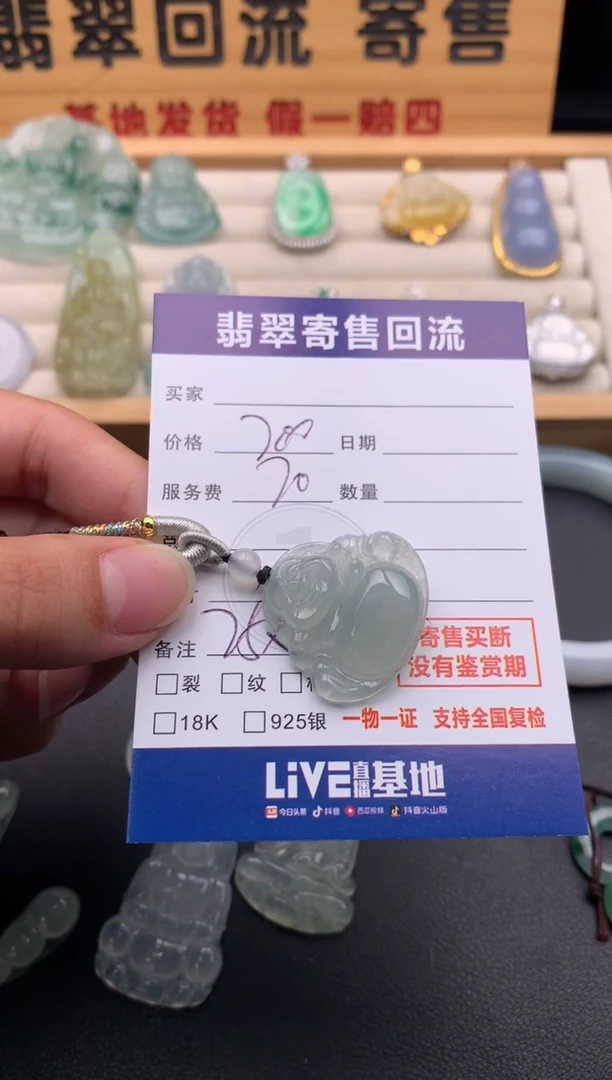 翡翠回流 寄售
基地发货 假一赔四
翡翠寄售回流
买家
价格 200 日期
服务费 20 数量
备注
寄售买断
没有鉴赏期
裂 纹
18K 925银 一物一证 支持全国复检
LiVE直播基地
今日头条 抖音 西瓜视频 抖音火山版